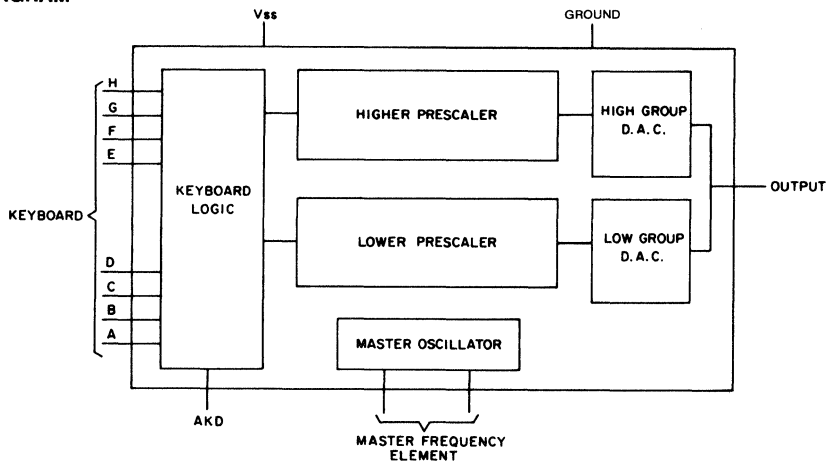 Vss
GROUND
H
G
F
E
KEYBOARD
D
C
B
A
KEYBOARD
LOGIC
HIGHER PRESCALER
HIGH GROUP
D.A.C.
OUTPUT
LOWER PRESCALER
LOW GROUP
D.A.C.
MASTER OSCILLATOR
AKD
MASTER FREQUENCY
ELEMENT